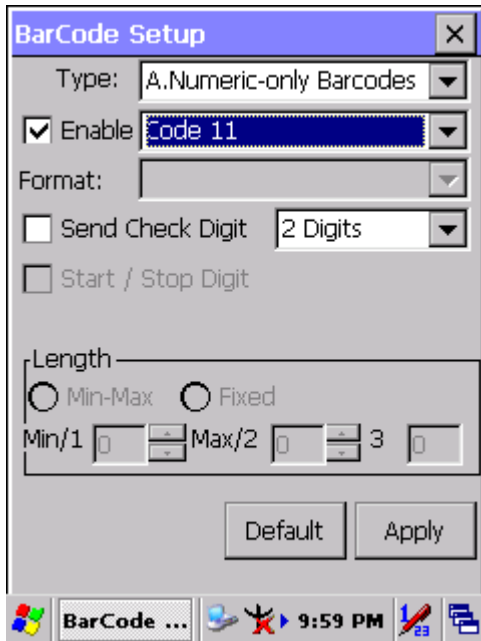 BarCode Setup
Type: A.Numeric-only Barcodes
Enable Code 11
Format:
Send Check Digit 2 Digits
Start / Stop Digit
Length
Min-Max Fixed
Min/1 0 Max/2 0 3 0
Default Apply
BarCode ... 9:59 PM 123